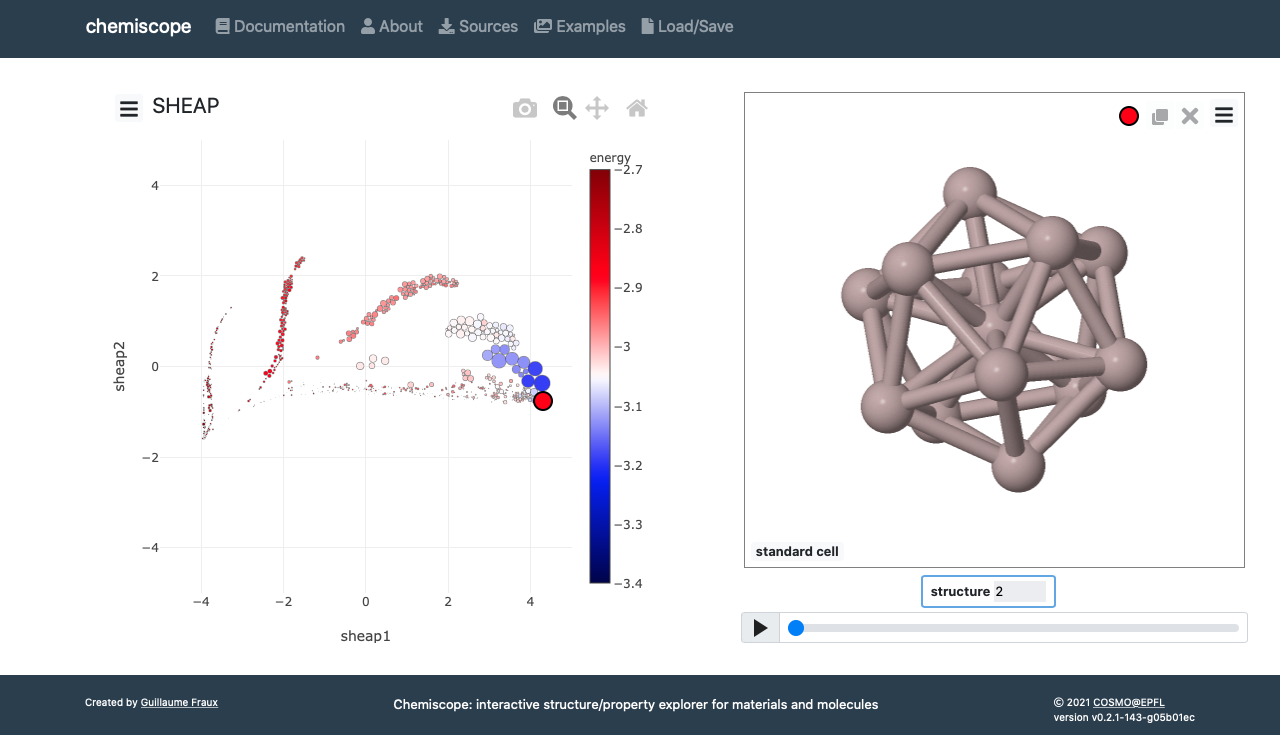 chemiscope Documentation About Sources Examples Load/Save
SHEAP
energy
−2.7
−2.8
−2.9
−3
−3.1
−3.2
−3.3
−3.4
4
2
0
−2
−4
sheap2
−4 −2 0 2 4
sheap1
standard cell
structure 2
Created by Guillaume Fraux
Chemiscope: interactive structure/property explorer for materials and molecules
© 2021 COSMO@EPFL
version v0.2.1-143-g05b01ec